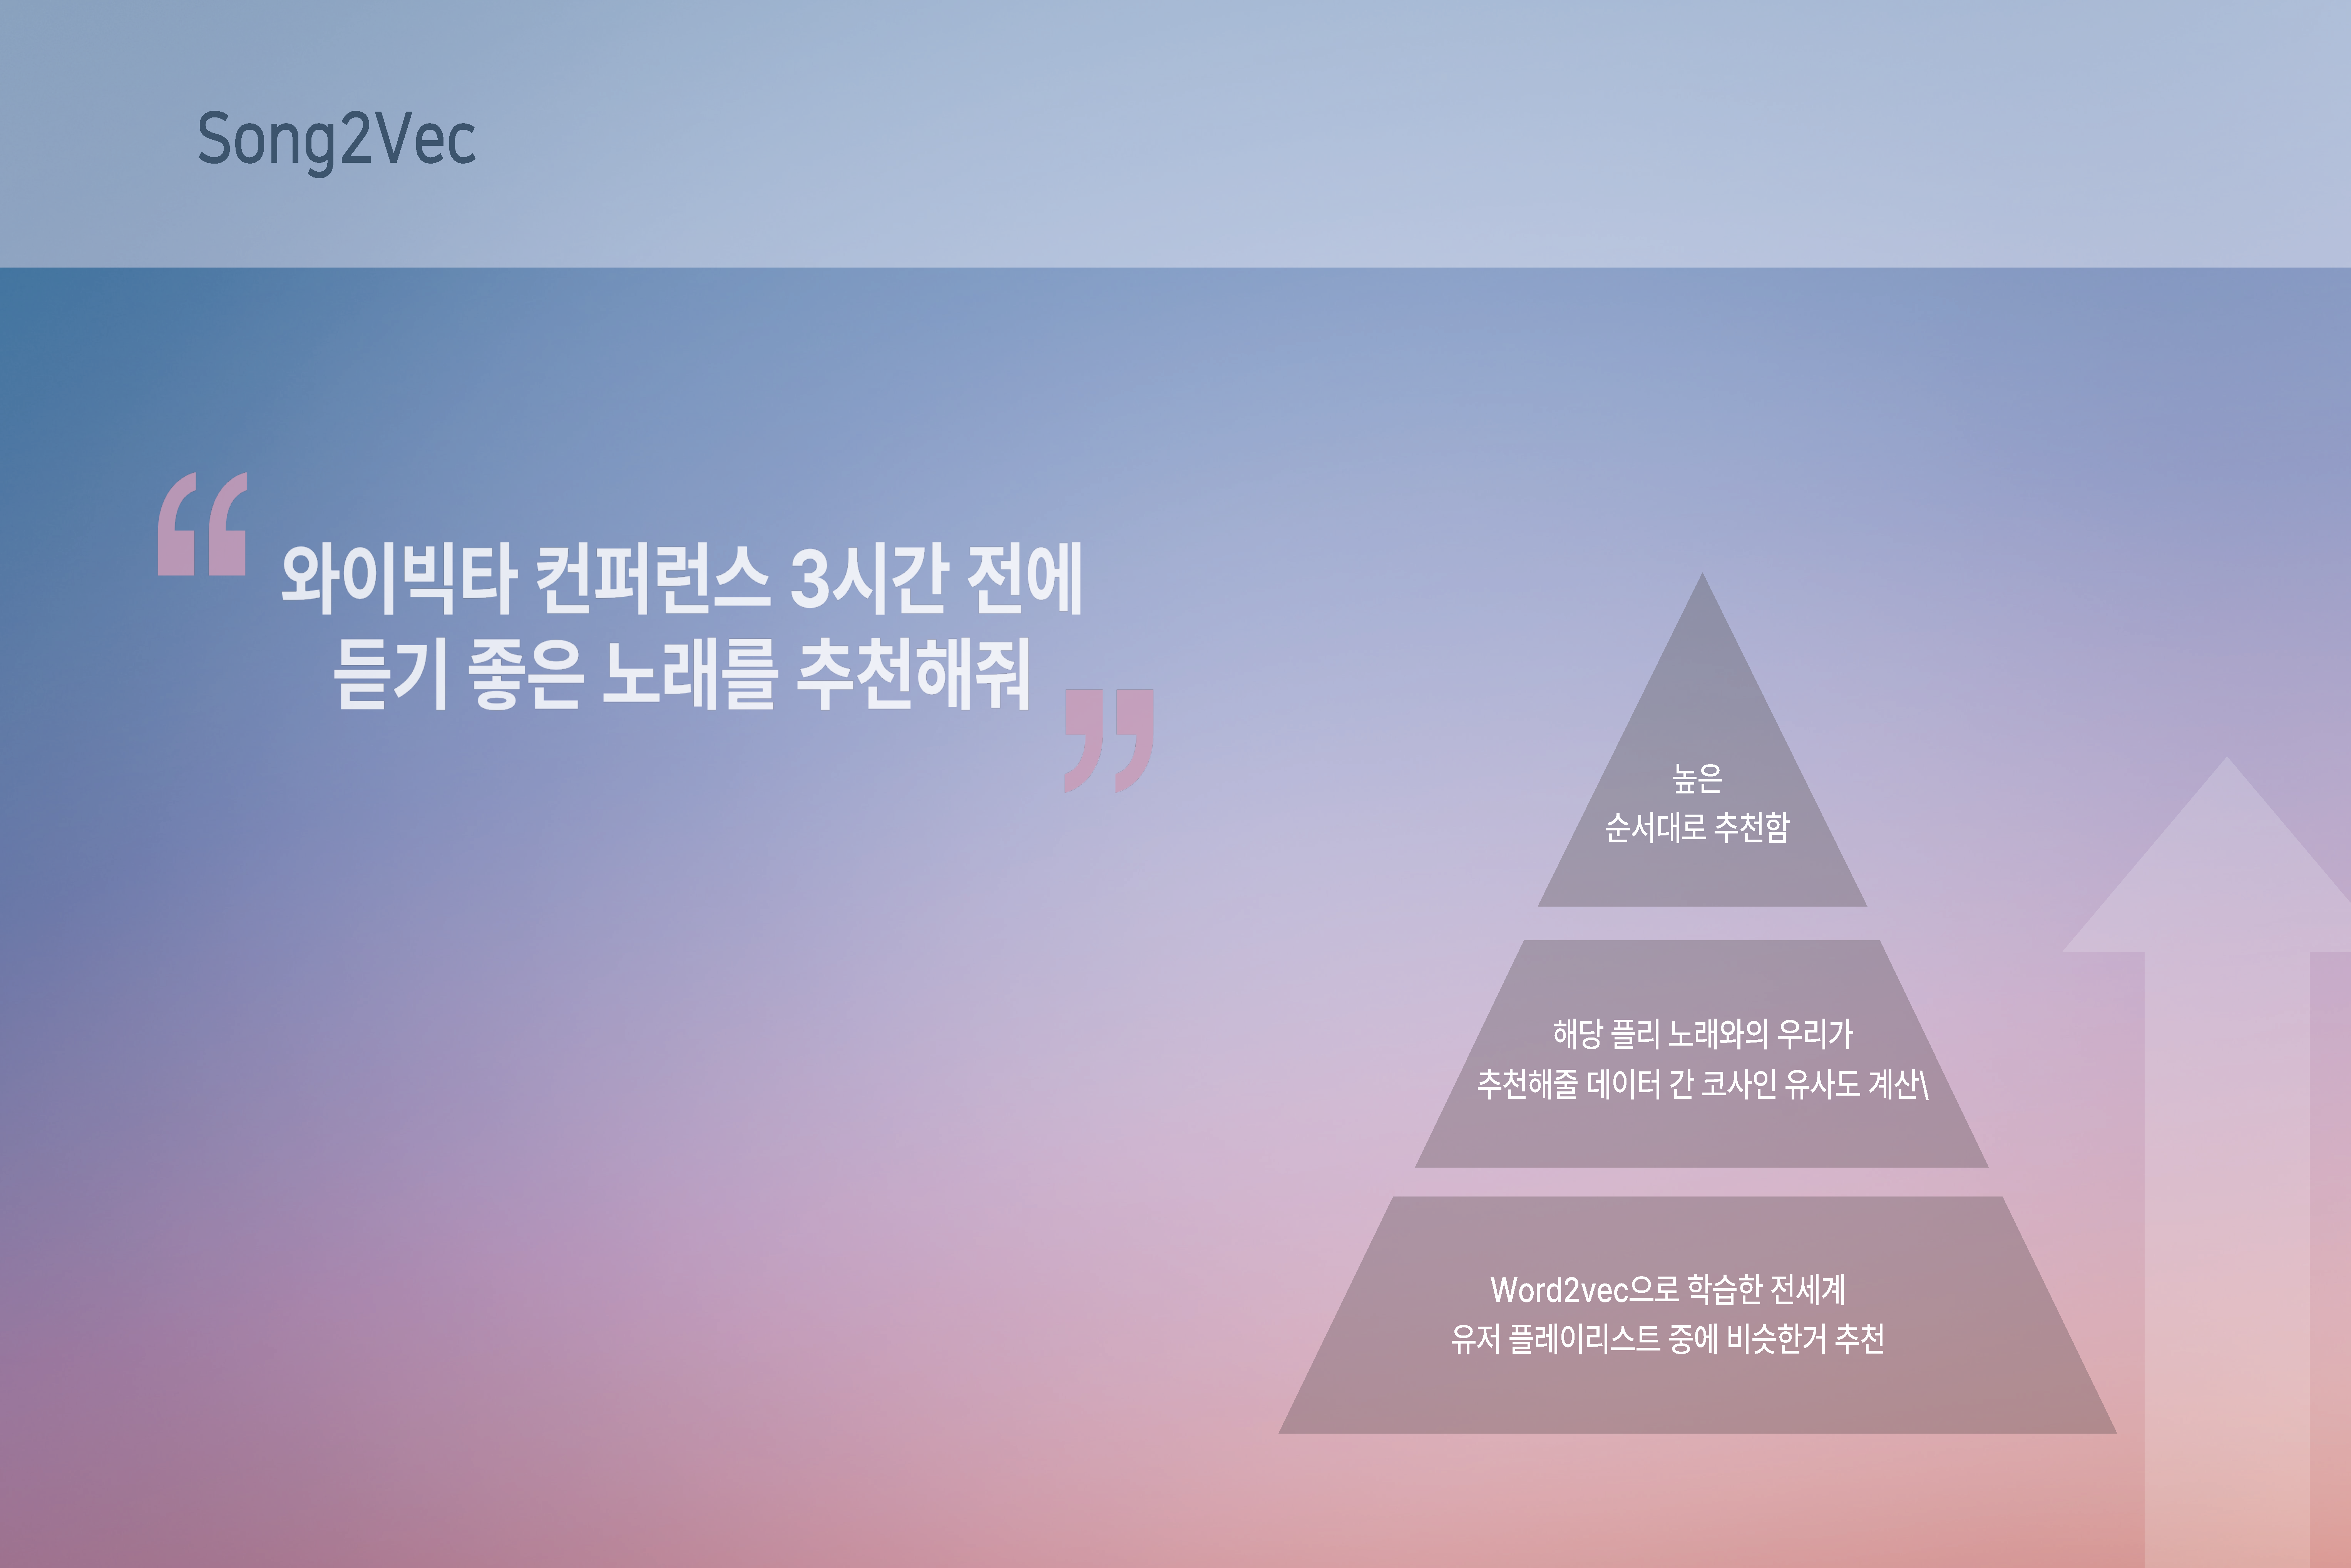 Song2Vec
“
와이빅타 컨퍼런스 3시간 전에
듣기 좋은 노래를 추천해줘
”
높은
순서대로 추천함
해당 플리 노래와의 우리가
추천해줄 데이터 간 코사인 유사도 계산\
Word2vec으로 학습한 전세계
유저 플레이리스트 중에 비슷한거 추천